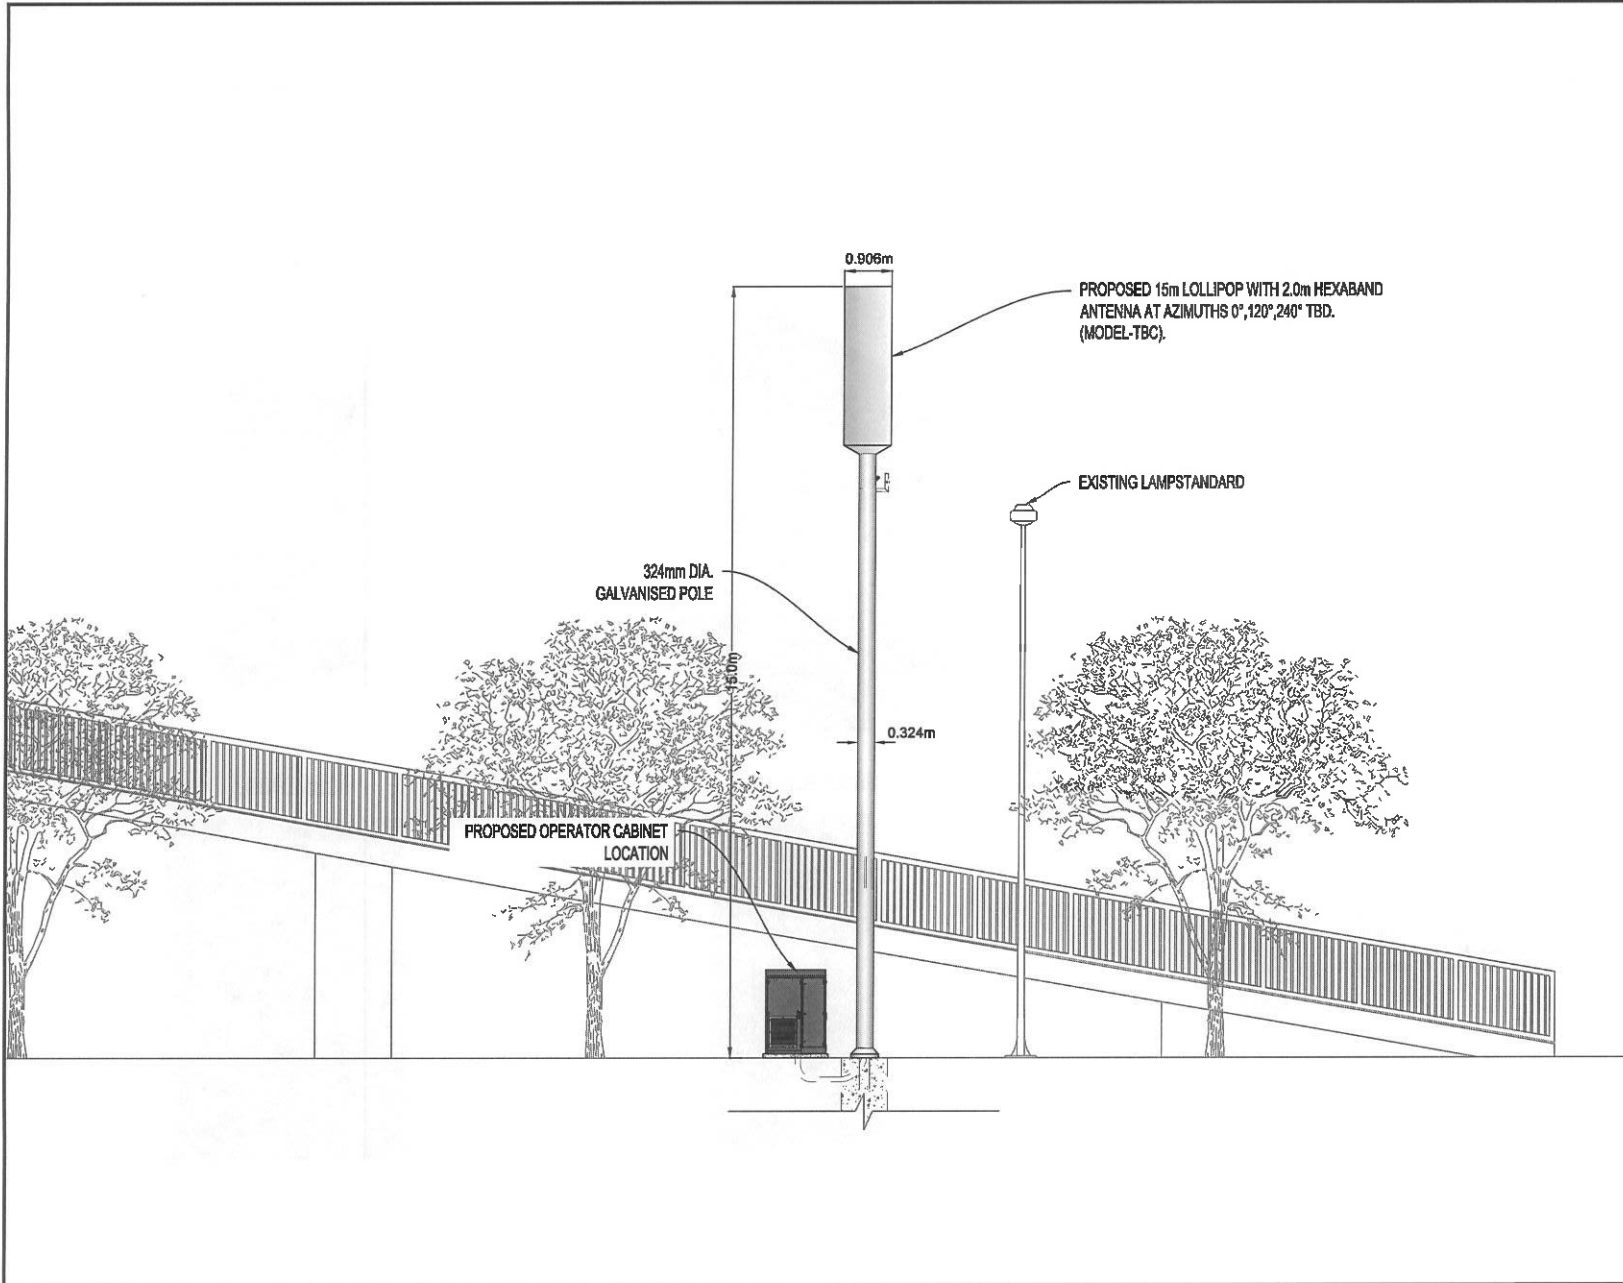 0.906m
PROPOSED 15m LOLLIPOP WITH 2.0m HEXABAND
ANTENNA AT AZIMUTHS 0°,120°,240° TBD.
(MODEL-TBC).
EXISTING LAMPSTANDARD
324mm DIA.
GALVANISED POLE
15.0m
0.324m
PROPOSED OPERATOR CABINET
LOCATION